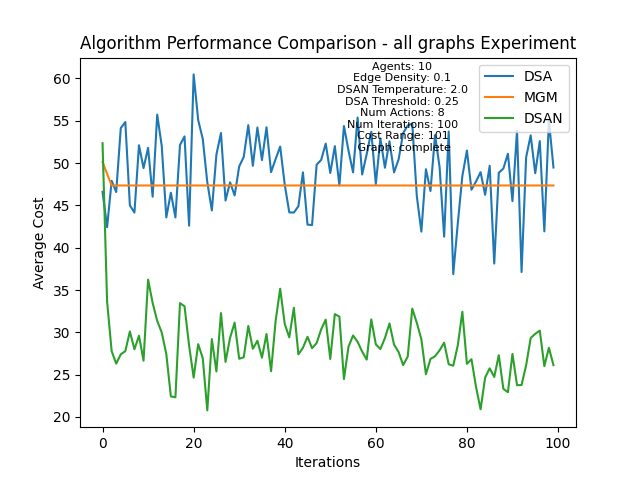 Algorithm Performance Comparison - all graphs Experiment
Agents: 10
Edge Density: 0.1
DSAN Temperature: 2.0
DSA Threshold: 0.25
Num Actions: 8
Num Iterations: 100
Cost Range: 101
Graph: complete
DSA
MGM
DSAN
Average Cost
60
55
50
45
40
35
30
25
20
0
20
40
60
80
100
Iterations